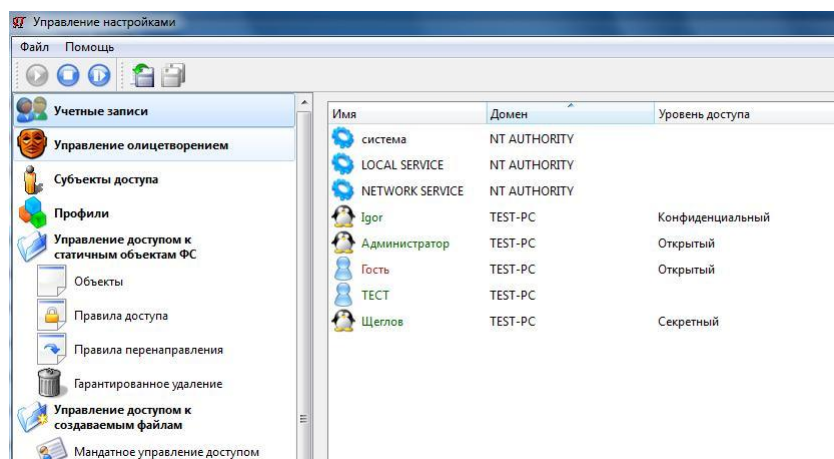 Управление настройками
Файл Помощь
Учетные записи
Управление олицетворением
Субъекты доступа
Профили
Управление доступом к
статичным объектам ФС
Объекты
Правила доступа
Правила перенаправления
Гарантированное удаление
Управление доступом к
создаваемым файлам
Мандатное управление доступом
Имя Домен Уровень доступа
система NT AUTHORITY
LOCAL SERVICE NT AUTHORITY
NETWORK SERVICE NT AUTHORITY
Igor TEST-PC Конфиденциальный
Администратор TEST-PC Открытый
Гость TEST-PC Открытый
ТЕСТ TEST-PC
Щеглов TEST-PC Секретный